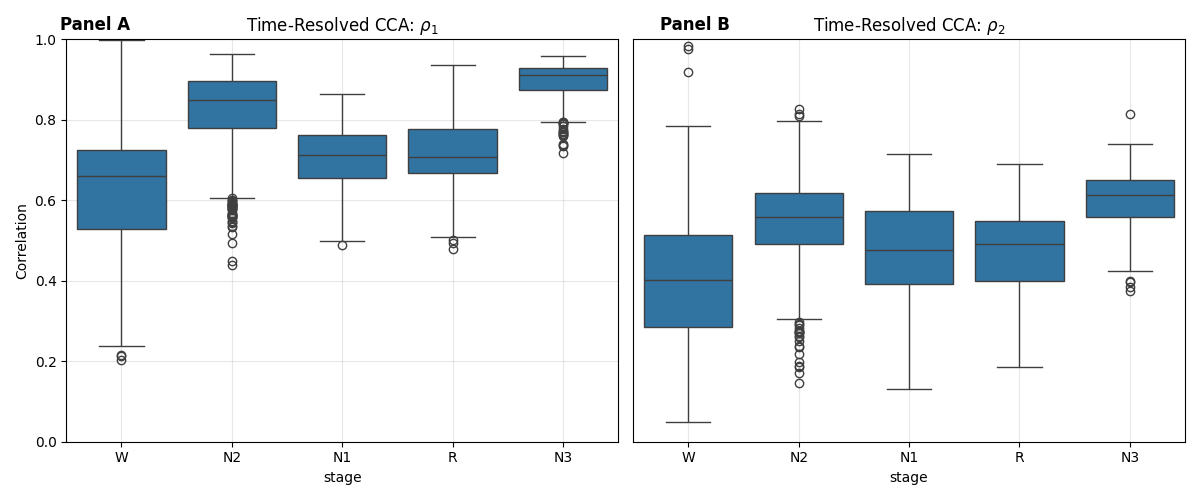 Panel A
Time-Resolved CCA: ρ₁
Correlation
1.0
0.8
0.6
0.4
0.2
0.0
W
N2
N1
R
N3
stage
Panel B
Time-Resolved CCA: ρ₂
W
N2
N1
R
N3
stage